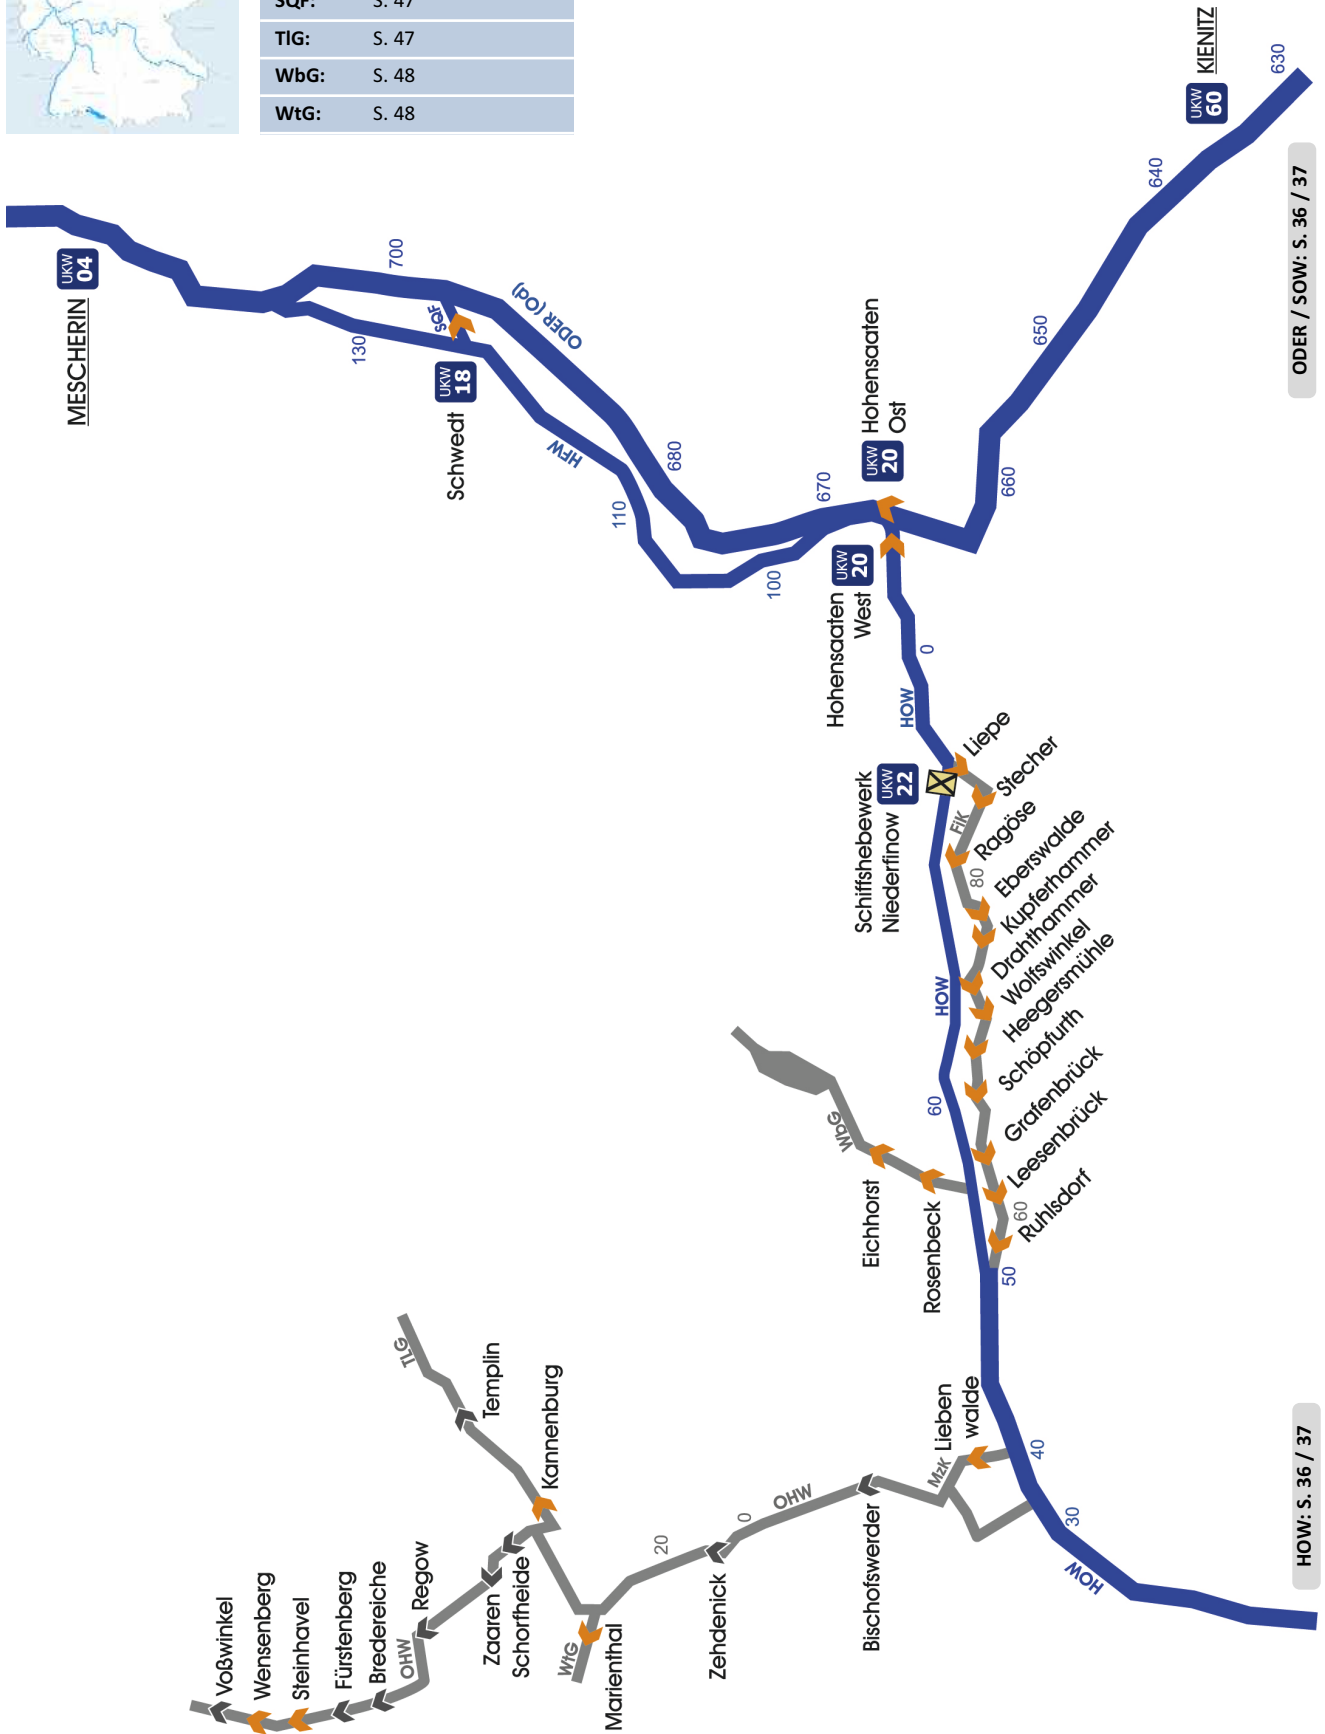 SQF: S. 47
TlG: S. 47
WbG: S. 48
WtG: S. 48
UKW
60
KIENITZ
630
640
650
660
ODER / SOW: S. 36 / 37
MESCHERIN
UKW
04
700
130
SQF
ODER (Od)
UKW
18
Schwedt
HFW
680
110
670
100
UKW
20
Hohensaaten
Ost
UKW
20
Hohensaaten
West
0
HOW
Schiffshebewerk
Niederfinow
UKW
22
Liepe
Stecher
FiK
Ragöse
80
Eberswalde
Kupferhammer
Drahthammer
Wolfswinkel
Heegersmühle
Schöpfurth
Grafenbrück
Leesenbrück
60
Ruhlsdorf
HOW
60
50
WbG
Eichhorst
Rosenbeck
TLG
Templin
Kannenburg
MzK
Lieben
walde
40
30
HOW
OHW
Bischofswerder
0
20
Zehdenick
WtG
Marienthal
Zaaren
Schorfheide
Regow
OHW
Bredereiche
Fürstenberg
Steinhavel
Wensenberg
Voßwinkel
HOW: S. 36 / 37